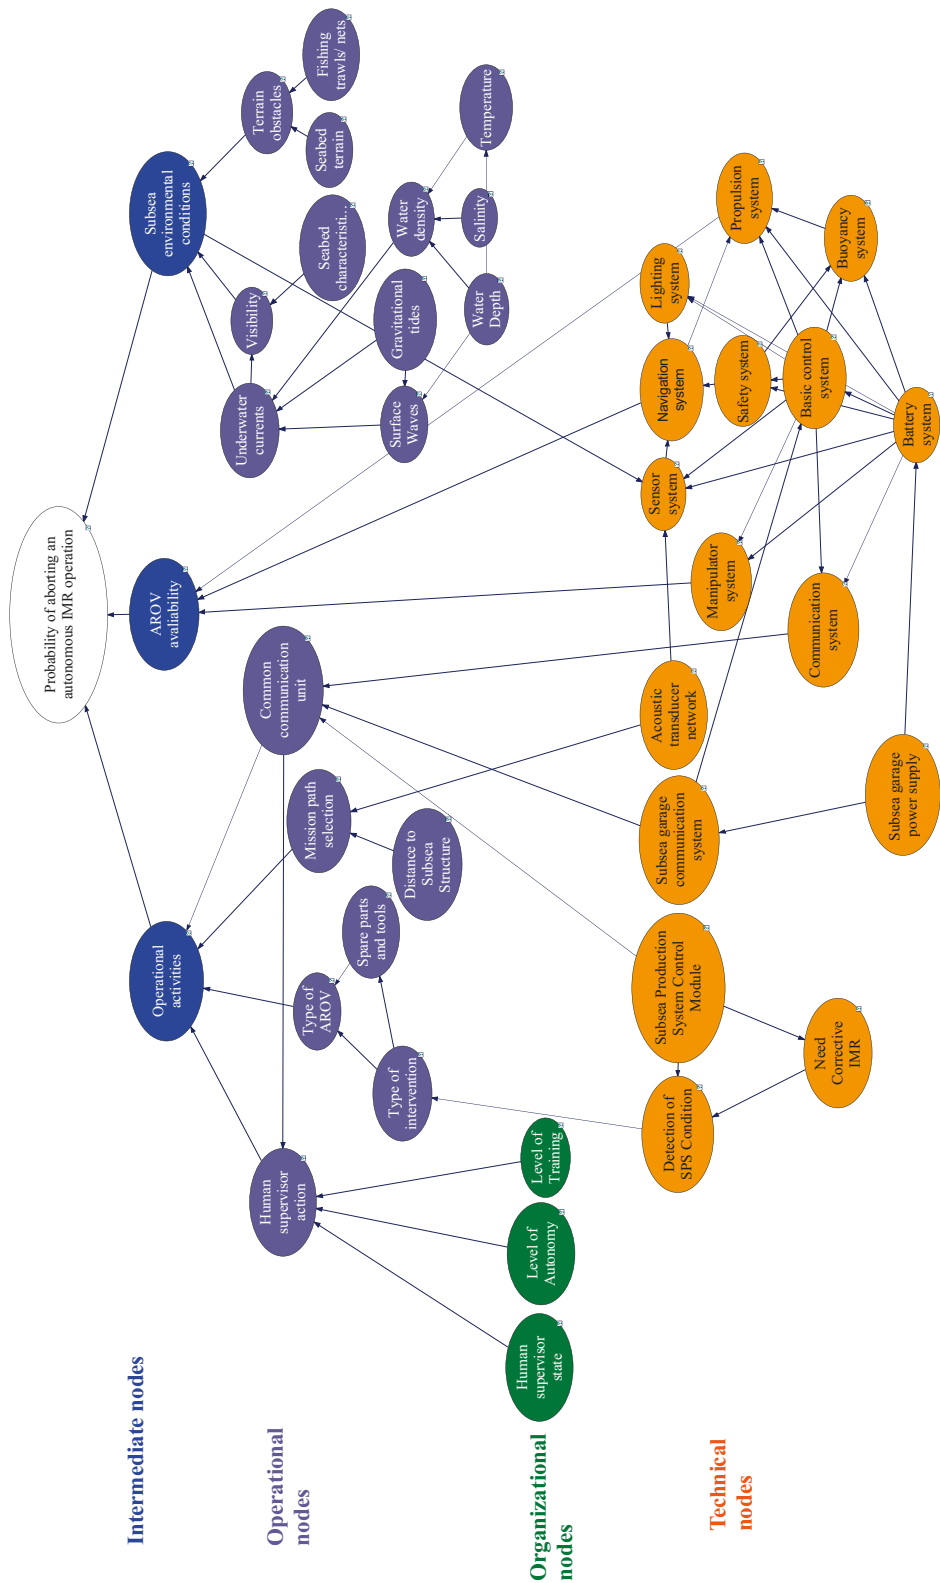 Probability of aborting an
autonomous IMR operation
Intermediate nodes
Operational
activities
AROV
avaliability
Subsea
environmental
conditions
Operational
nodes
Human
supervisor
action
Type of
AROV
Mission path
selection
Common
communication
unit
Underwater
currents
Visibility
Terrain
obstacles
Seabed
characteristi...
Seabed
terrain
Fishing
trawls/ nets
Type of
intervention
Spare parts
and tools
Distance to
Subsea
Structure
Surface
Waves
Gravitational
tides
Water
density
Water
Depth
Salinity
Temperature
Organizational
nodes
Human
supervisor
state
Level of
Autonomy
Level of
Training
Technical
nodes
Detection of
SPS Condition
Subsea Production
System Control
Module
Subsea garage
communication
system
Acoustic
transducer
network
Sensor
system
Navigation
system
Lighting
system
Manipulator
system
Safety system
Propulsion
system
Need
Corrective
IMR
Communication
system
Basic control
system
Buoyancy
system
Subsea garage
power supply
Battery
system